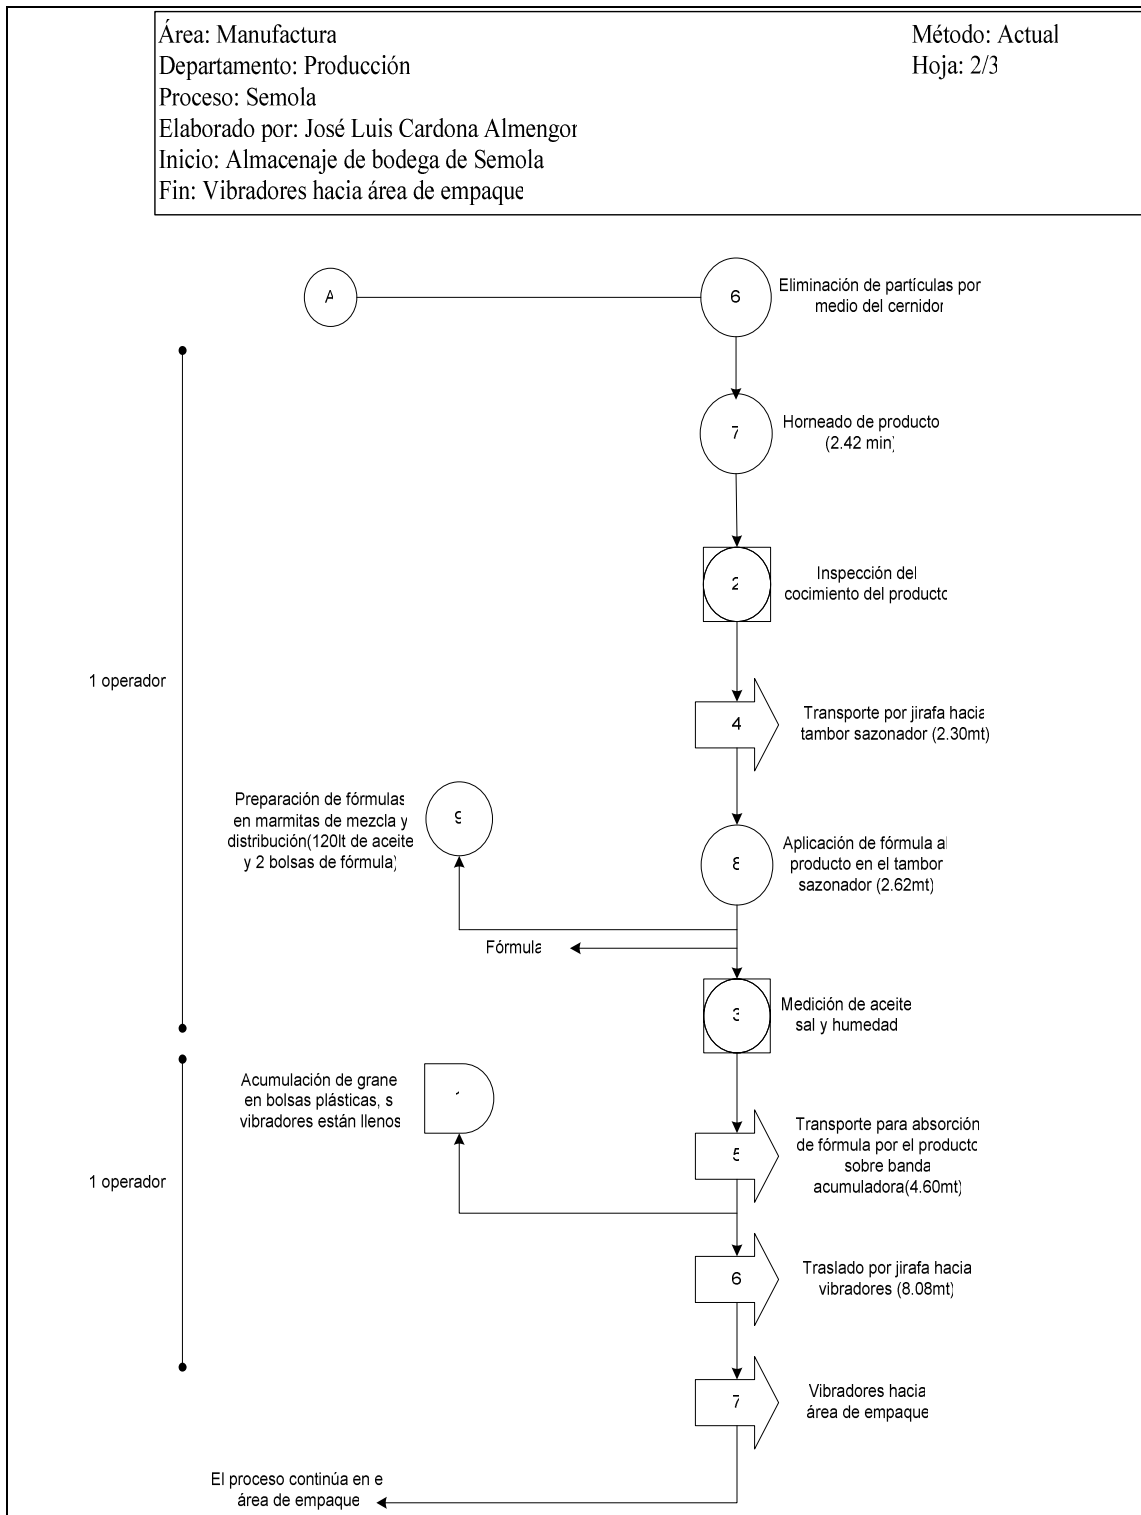 Área: Manufactura
Método: Actual
Departamento: Producción
Hoja: 2/3
Proceso: Semola
Elaborado por: José Luis Cardona Almengor
Inicio: Almacenaje de bodega de Semola
Fin: Vibradores hacia área de empaque
A
6
Eliminación de partículas por
medio del cernidor
7
Horneado de producto
(2.42 min)
2
Inspección del
cocimiento del producto
1 operador
4
Transporte por jirafa hacia
tambor sazonador (2.30mt)
Preparación de fórmulas
en marmitas de mezcla y
distribución(120lt de aceite
y 2 bolsas de fórmula)
9
8
Aplicación de fórmula al
producto en el tambor
sazonador (2.62mt)
Fórmula
3
Medición de aceite
sal y humedad
Acumulación de grane
en bolsas plásticas, s
vibradores están llenos
1
5
Transporte para absorción
de fórmula por el producto
sobre banda
acumuladora(4.60mt)
1 operador
6
Traslado por jirafa hacia
vibradores (8.08mt)
7
Vibradores hacia
área de empaque
El proceso continúa en e
área de empaque